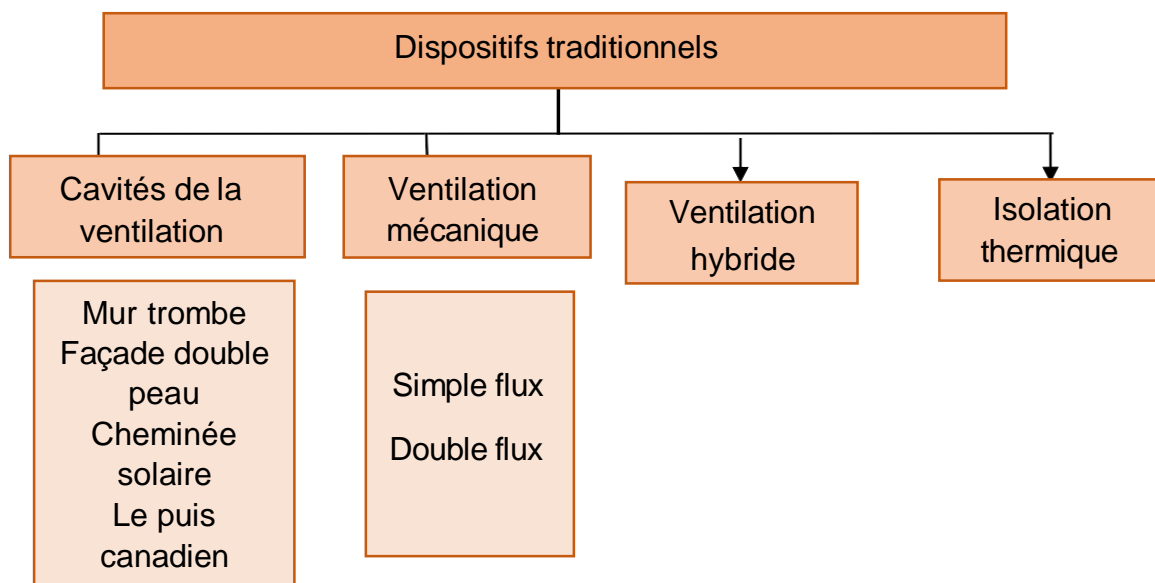 Dispositifs traditionnels
Cavités de la
ventilation
Ventilation
mécanique
Ventilation
hybride
Isolation
thermique
Mur trombe
Façade double
peau
Cheminée
solaire
Le puis
canadien
Simple flux
Double flux